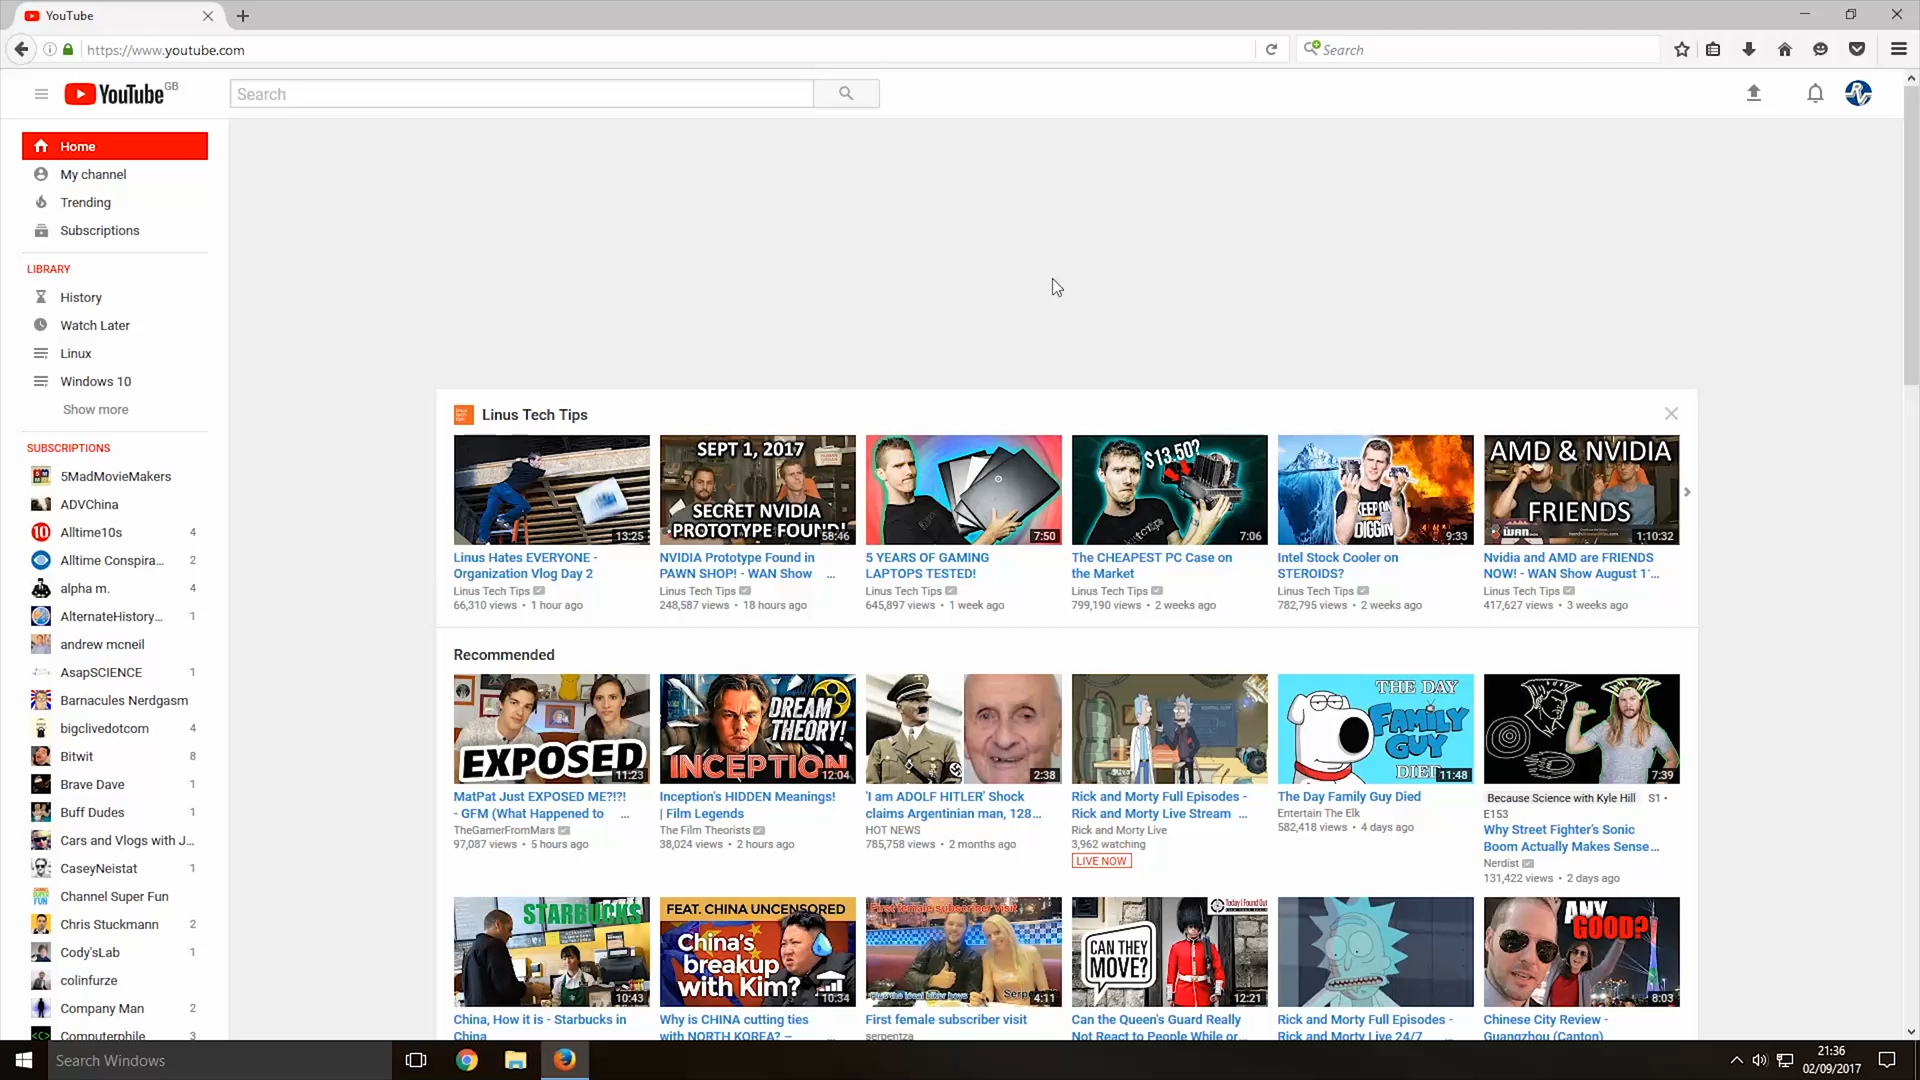 YouTube
https://www.youtube.com
Search
YouTube GB
Search
Home
My channel
Trending
Subscriptions
LIBRARY
History
Watch Later
Linux
Windows 10
Show more
SUBSCRIPTIONS
5MadMovieMakers
ADVChina
Alltime10s 4
Alltime Conspira... 2
alpha m. 4
AlternateHistory... 1
andrew mcneil
AsapSCIENCE 1
Barnacules Nerdgasm
bigclivedotcom 4
Bitwit 8
Brave Dave 1
Buff Dudes 1
Cars and Vlogs with J...
CaseyNeistat 1
Channel Super Fun
Chris Stuckmann 2
Cody'sLab 1
colinfurze
Company Man 2
Computerphile 3
Linus Tech Tips
13:25
Linus Hates EVERYONE -
Organization Vlog Day 2
Linus Tech Tips
66,310 views • 1 hour ago
SEPT 1, 2017
SECRET NVIDIA
PROTOTYPE FOUND!
58:46
NVIDIA Prototype Found in
PAWN SHOP! - WAN Show ...
Linus Tech Tips
248,587 views • 18 hours ago
7:50
5 YEARS OF GAMING
LAPTOPS TESTED!
Linus Tech Tips
645,897 views • 1 week ago
$13.50?
7:06
The CHEAPEST PC Case on
the Market
Linus Tech Tips
799,190 views • 2 weeks ago
KEEP ON
DIGGIN
9:33
Intel Stock Cooler on
STEROIDS?
Linus Tech Tips
782,795 views • 2 weeks ago
AMD & NVIDIA
FRIENDS
1:10:32
Nvidia and AMD are FRIENDS
NOW! - WAN Show August 1...
Linus Tech Tips
417,627 views • 3 weeks ago
Recommended
EXPOSED
11:23
MatPat Just EXPOSED ME?!?!
- GFM (What Happened to ...
TheGamerFromMars
97,087 views • 5 hours ago
DREAM
THEORY!
INCEPTION
12:04
Inception's HIDDEN Meanings!
| Film Legends
The Film Theorists
38,024 views • 2 hours ago
2:38
'I am ADOLF HITLER' Shock
claims Argentinian man, 128...
HOT NEWS
785,758 views • 2 months ago
Rick and Morty Full Episodes -
Rick and Morty Live Stream ...
Rick and Morty Live
3,962 watching
LIVE NOW
THE DAY
FAMILY
GUY
DIED
11:48
The Day Family Guy Died
Entertain The Elk
582,418 views • 4 days ago
7:39
Because Science with Kyle Hill S1 •
E153
Why Street Fighter's Sonic
Boom Actually Makes Sense...
Nerdist
131,422 views • 2 days ago
STARBUCKS
10:43
China, How it is - Starbucks in
China
FEAT. CHINA UNCENSORED
China's
breakup
with Kim?
10:34
Why is CHINA cutting ties
with NORTH KOREA? –
First female subscriber visit
4:11
First female subscriber visit
serpentza
Today I Found Out
CAN THEY
MOVE?
12:21
Can the Queen's Guard Really
Not React to People While or...
Rick and Morty Full Episodes -
Rick and Morty Live 24/7
ANY
GOOD?
8:03
Chinese City Review -
Guangzhou (Canton)
Search Windows
21:36
02/09/2017